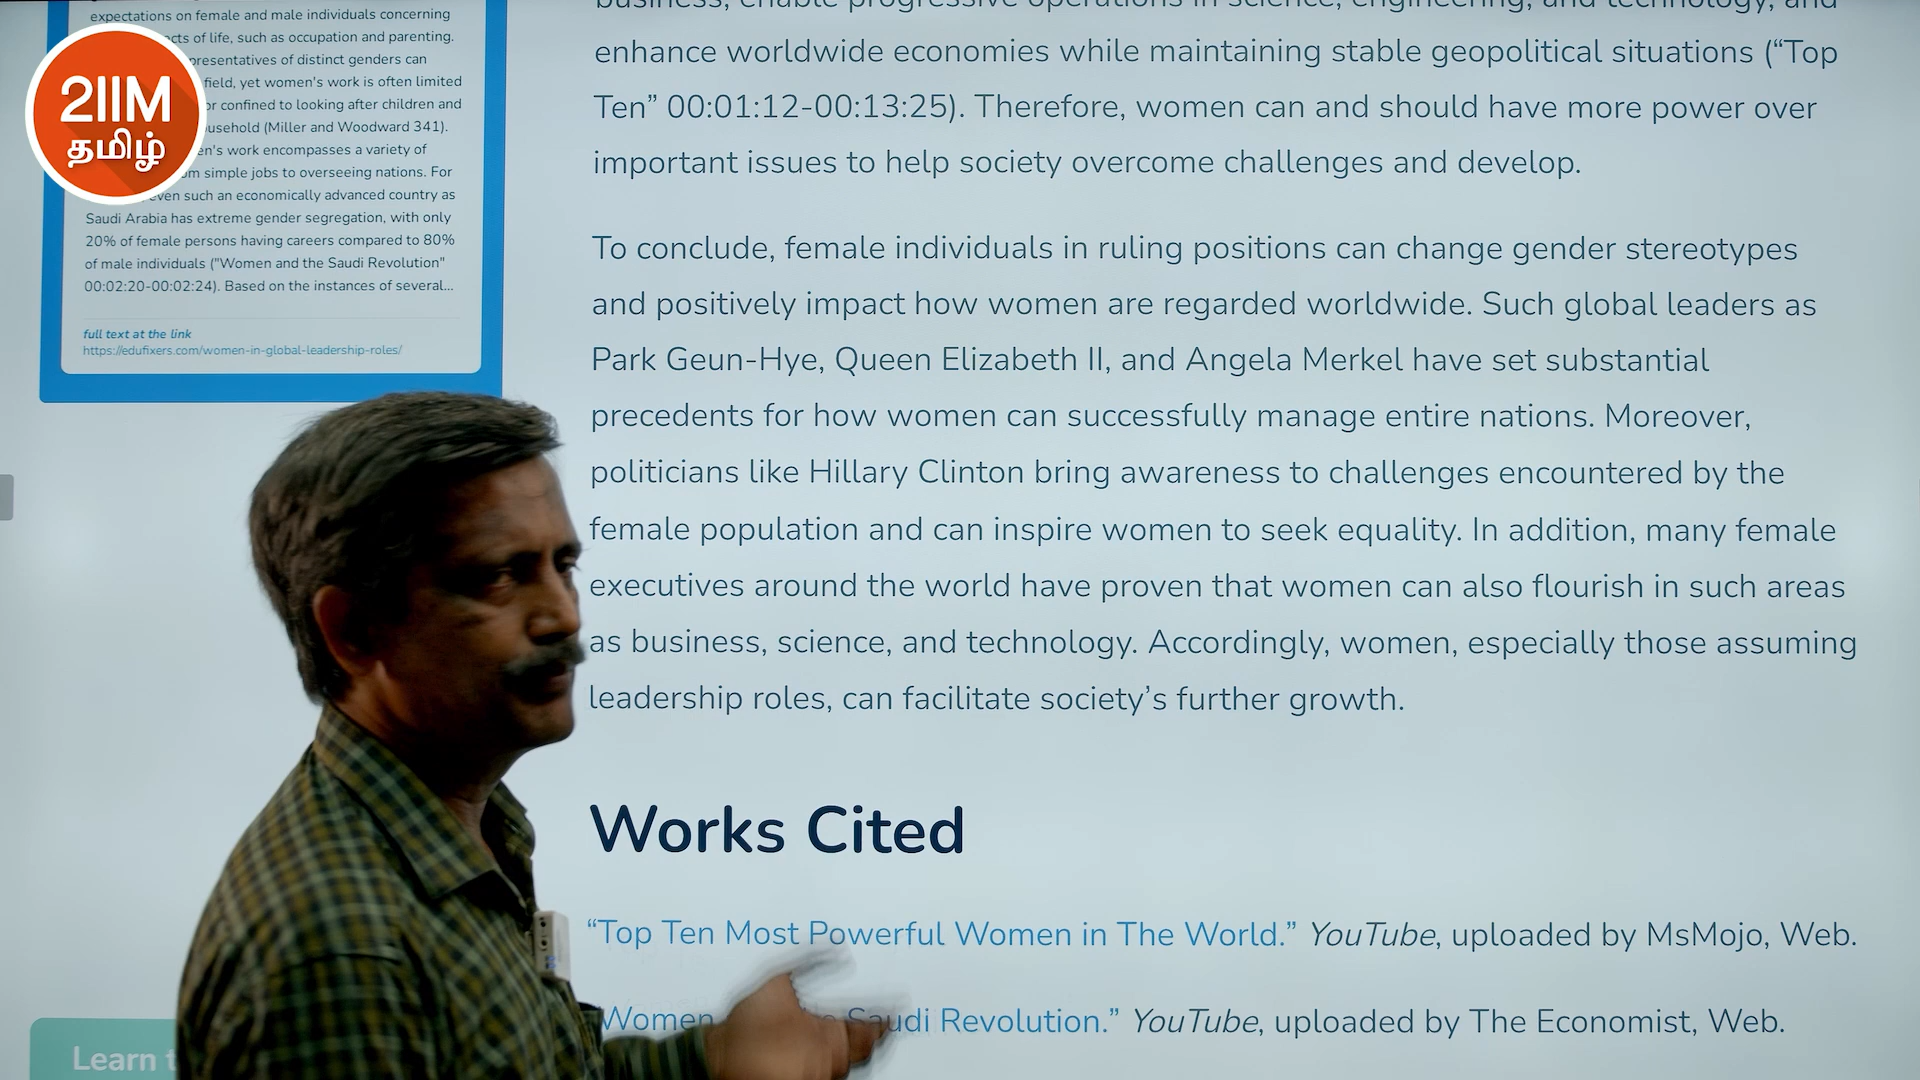 expectations on female and male individuals concerning
cts of life, such as occupation and parenting.
presentatives of distinct genders can
field, yet women's work is often limited
or confined to looking after children and
usehold (Miller and Woodward 341).
en's work encompasses a variety of
om simple jobs to overseeing nations. For
even such an economically advanced country as
Saudi Arabia has extreme gender segregation, with only
20% of female persons having careers compared to 80%
of male individuals ("Women and the Saudi Revolution"
00:02:20-00:02:24). Based on the instances of several...
full text at the link
https://edufixers.com/women-in-global-leadership-roles/
2IIM
தமிழ்
business, enable progressive operations in science, engineering, and technology, and
enhance worldwide economies while maintaining stable geopolitical situations (“Top
Ten” 00:01:12-00:13:25). Therefore, women can and should have more power over
important issues to help society overcome challenges and develop.
To conclude, female individuals in ruling positions can change gender stereotypes
and positively impact how women are regarded worldwide. Such global leaders as
Park Geun-Hye, Queen Elizabeth II, and Angela Merkel have set substantial
precedents for how women can successfully manage entire nations. Moreover,
politicians like Hillary Clinton bring awareness to challenges encountered by the
female population and can inspire women to seek equality. In addition, many female
executives around the world have proven that women can also flourish in such areas
as business, science, and technology. Accordingly, women, especially those assuming
leadership roles, can facilitate society’s further growth.
Works Cited
“Top Ten Most Powerful Women in The World.” YouTube, uploaded by MsMojo, Web.
Women Saudi Revolution.” YouTube, uploaded by The Economist, Web.
Learn